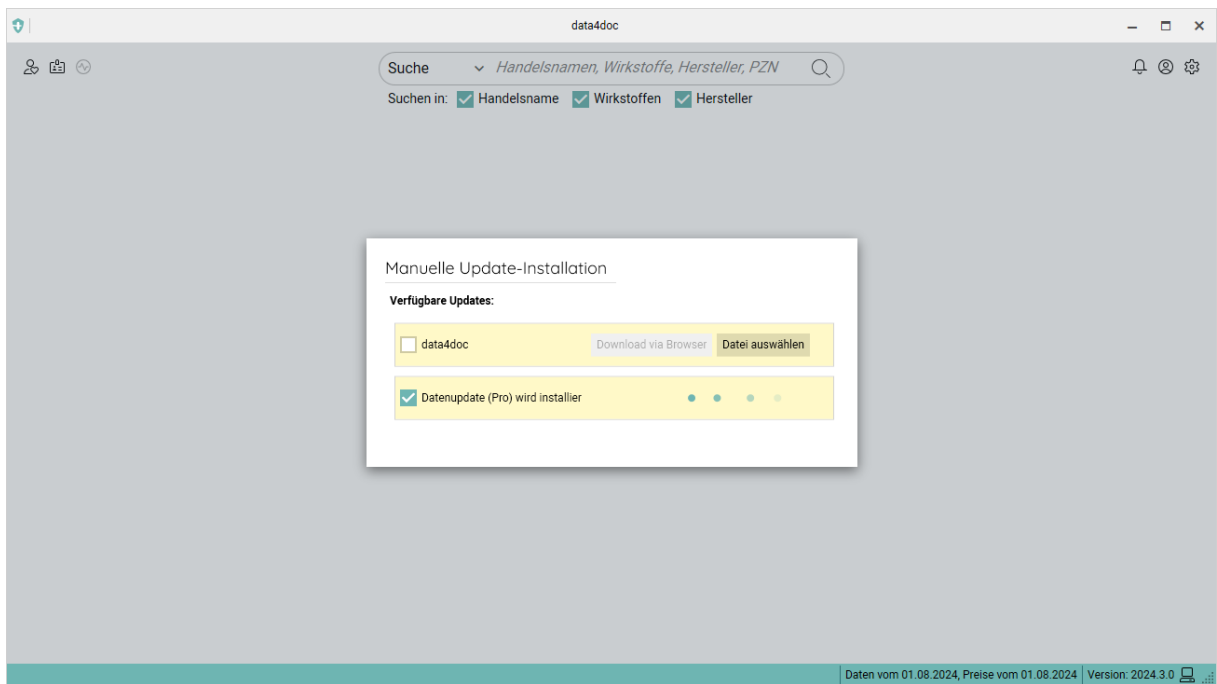 data4doc
Suche Handelsnamen, Wirkstoffe, Hersteller, PZN
Suchen in: Handelsname Wirkstoffen Hersteller
Manuelle Update-Installation
Verfügbare Updates:
data4doc Download via Browser Datei auswählen
Datenupdate (Pro) wird installier
Daten vom 01.08.2024, Preise vom 01.08.2024 Version: 2024.3.0